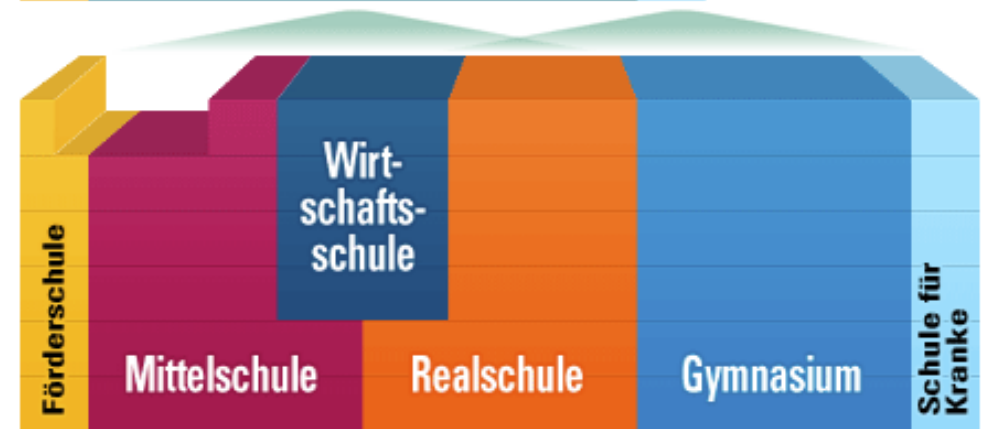 Förderschule
Mittelschule
Wirt-
schafts-
schule
Realschule
Gymnasium
Schule für
Kranke